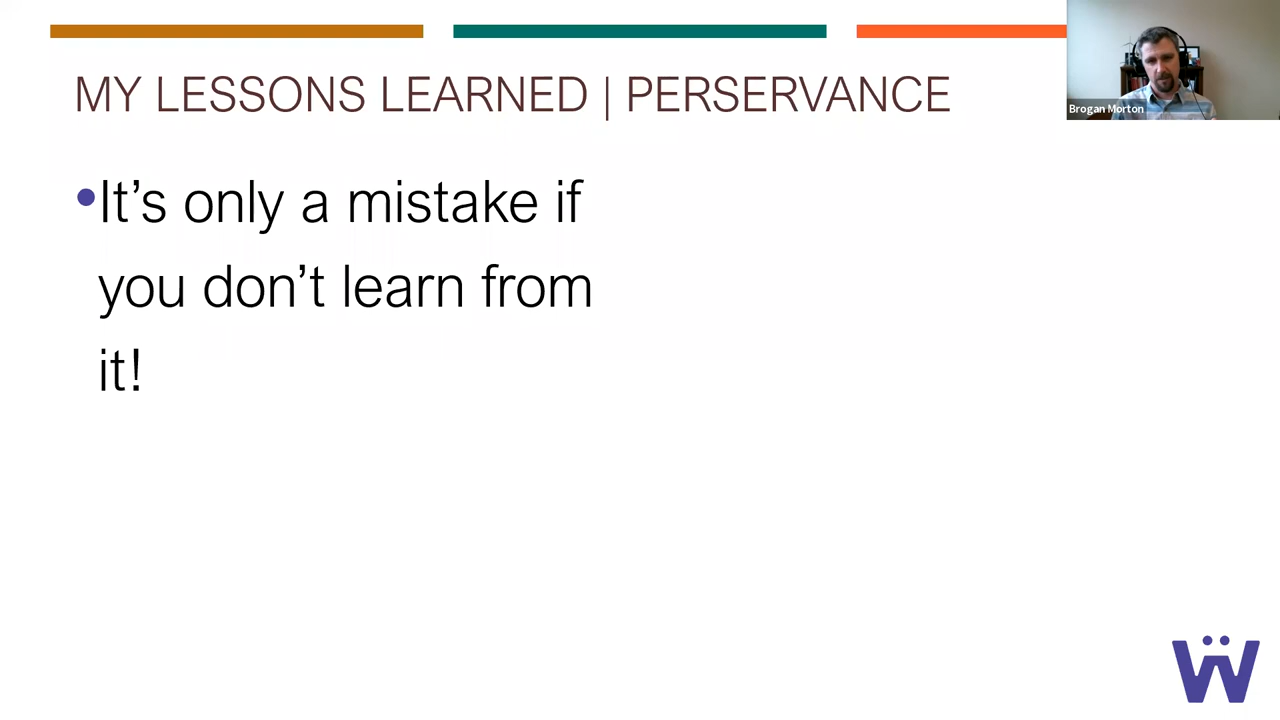 MY LESSONS LEARNED | PERSERVANCE
Brogan Morton
•It’s only a mistake if
you don’t learn from
it!
Ẅ